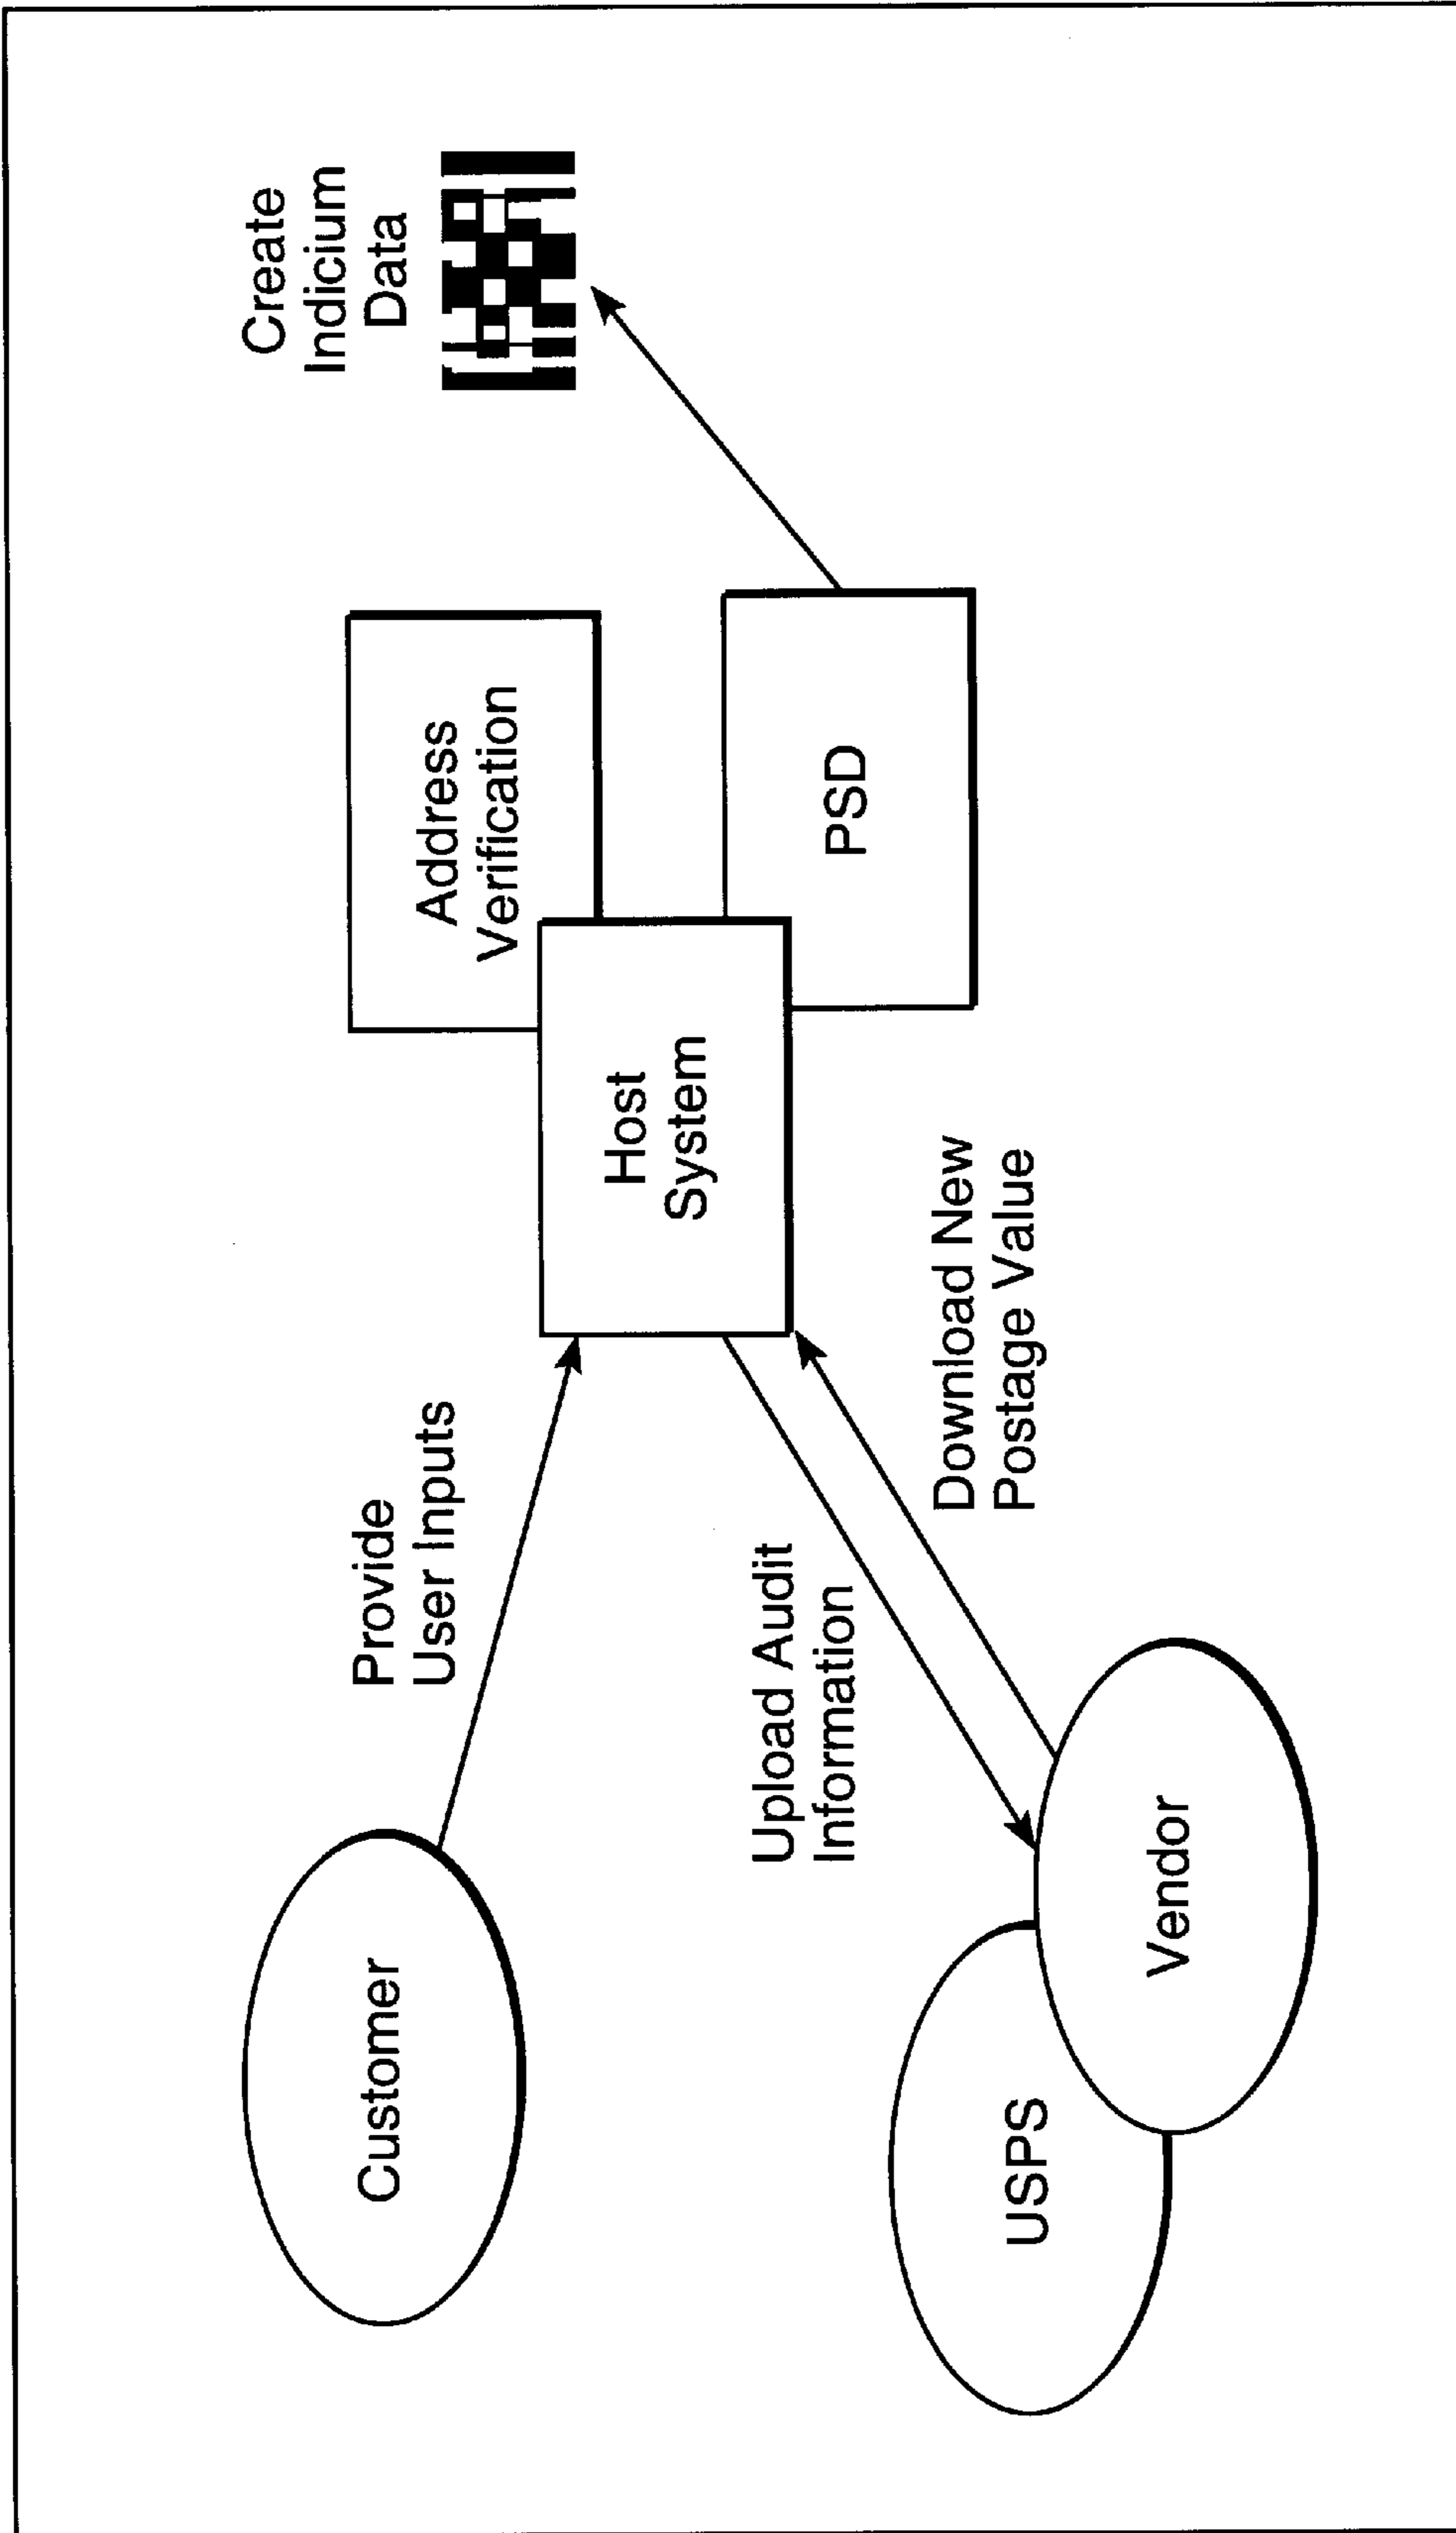 Customer
Provide
User Inputs
USPS
Vendor
Upload Audit
Information
Download New
Postage Value
Host
System
Address
Verification
PSD
Create
Indicium
Data